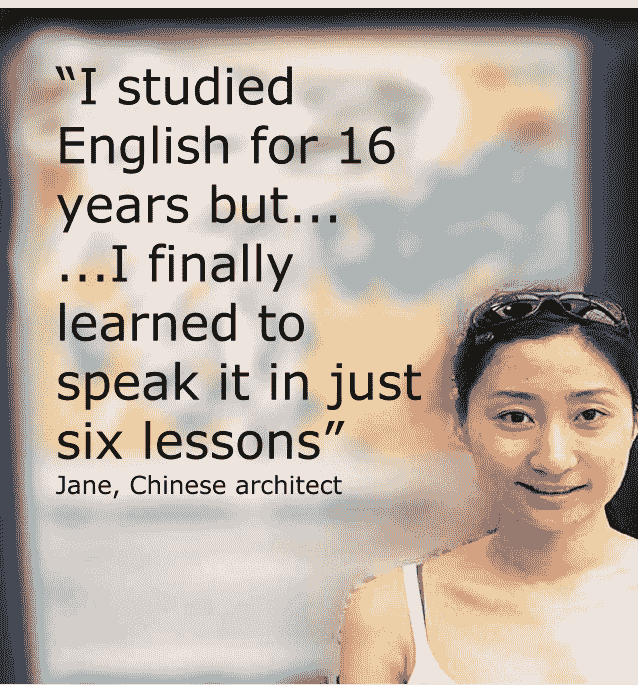 “I studied
English for 16
years but...
...I finally
learned to
speak it in just
six lessons”
Jane, Chinese architect